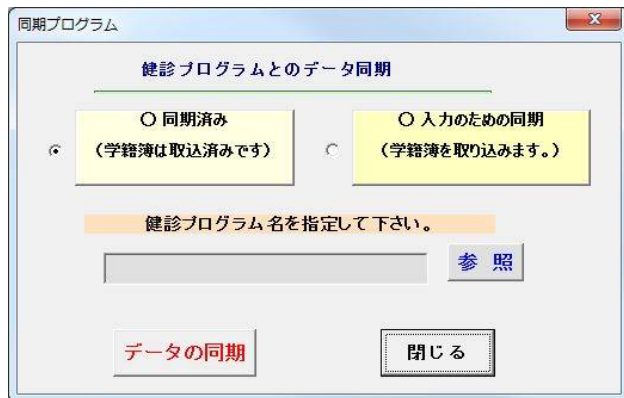 同期プログラム
健診プログラムとのデータ同期
〇 同期済み
（学籍簿は取込済みです）
〇 入力のための同期
（学籍簿を取り込みます。）
健診プログラム名を指定して下さい。
参 照
データの同期
閉じる